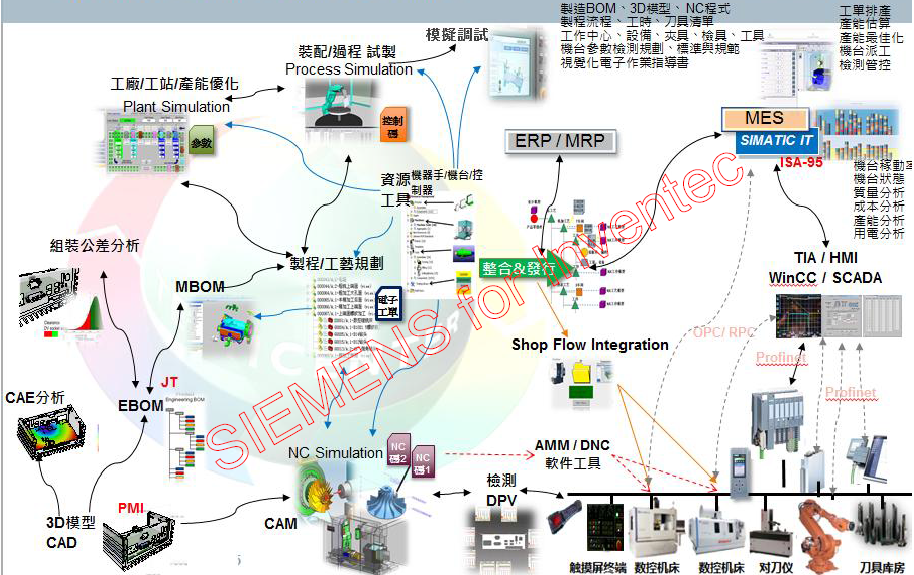 製造BOM、3D模型、NC程式
製程流程、工時、刀具清單
工作中心、設備、夾具、檢具、工具
機台參數檢測規劃、標準與規範
視覺化電子作業指導書
工單排產
產能估算
產能最佳化
機台派工
檢測管控
模擬調試
裝配/過程 試製
Process Simulation
工廠/工站/產能優化
Plant Simulation
參數
控制
碼
ERP / MRP
MES
SIMATIC IT
ISA-95
機台稼動率
機台狀態
質量分析
成本分析
產能分析
用電分析
資源
工具
機器手/機台/控
制器
組裝公差分析
製程/工藝規劃
整合&發行
TIA / HMI
WinCC / SCADA
MBOM
電子
工單
SIEMENS for Inventec
OPC/ RPC
Shop Flow Integration
Profinet
Profinet
JT
EBOM
Engineering BOM
CAE分析
NC Simulation
NC
碼2
NC
碼1
AMM / DNC
軟件工具
檢測
DPV
PMI
3D模型
CAD
CAM
觸摸屏终端
数控机床
数控机床
对刀仪
刀具库房